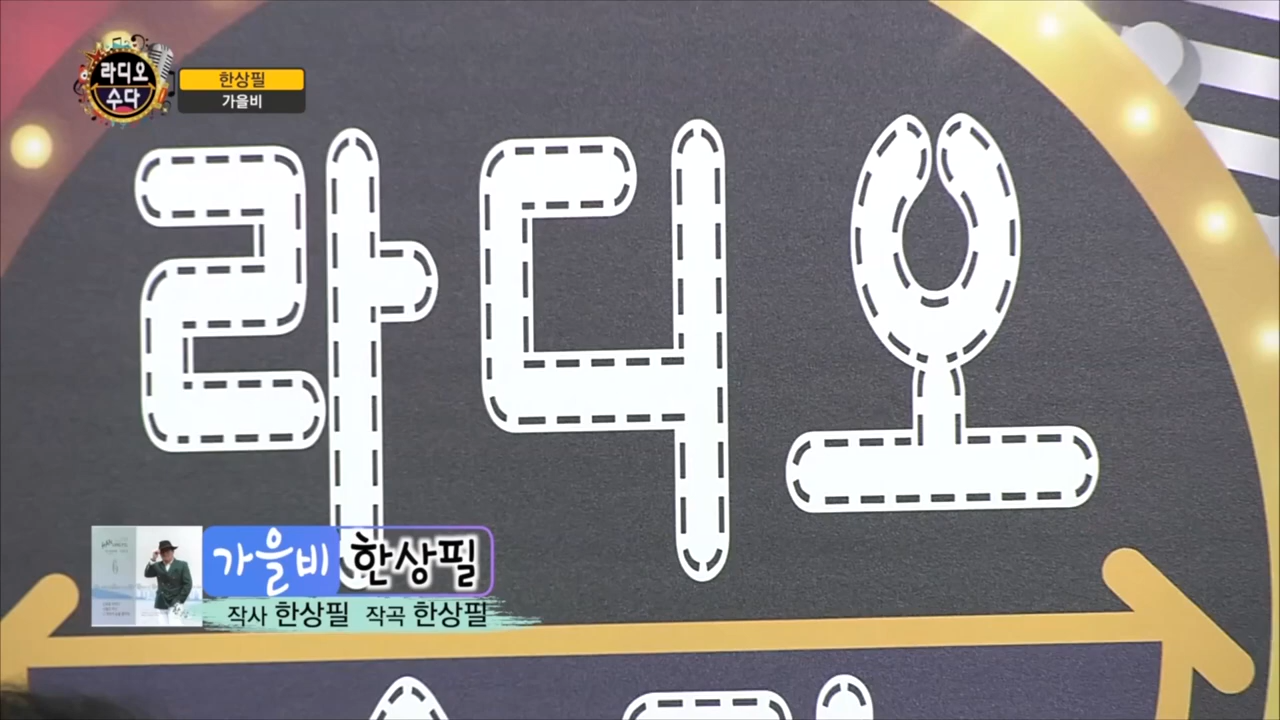 라디오
수다
한상필
가을비
라디오
가을비 한상필
작사 한상필 작곡 한상필